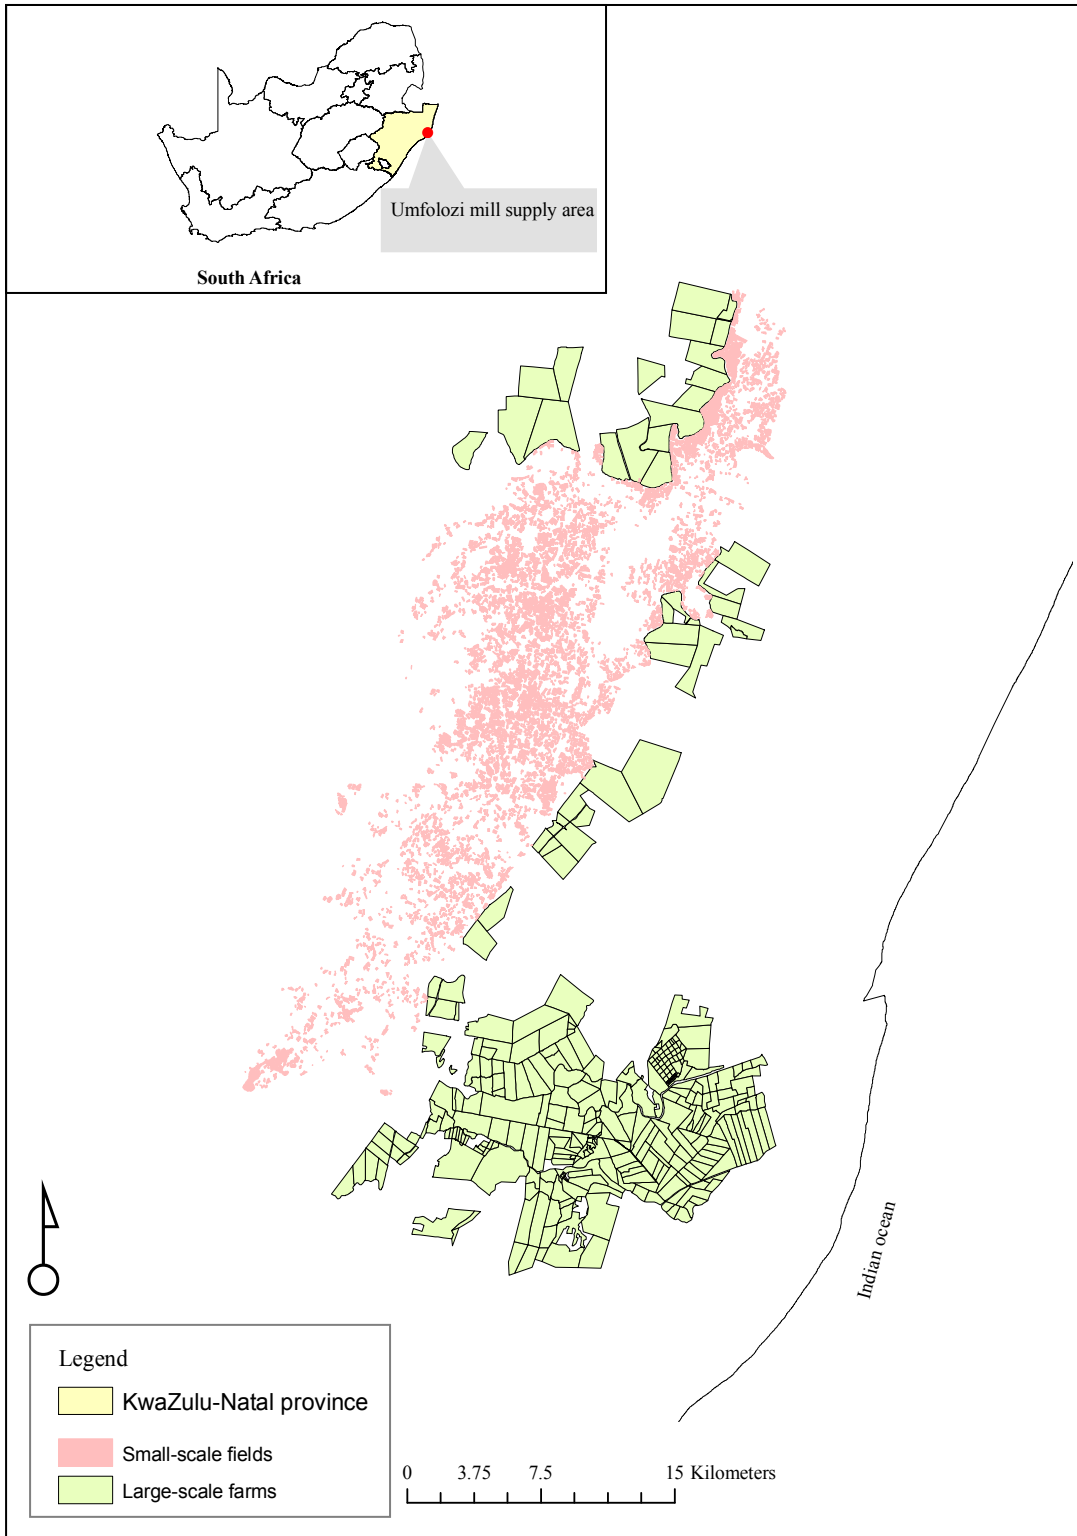 Umfolozi mill supply area
South Africa
Indian ocean
Legend
KwaZulu-Natal province
Small-scale fields
Large-scale farms
0 3.75 7.5 15 Kilometers